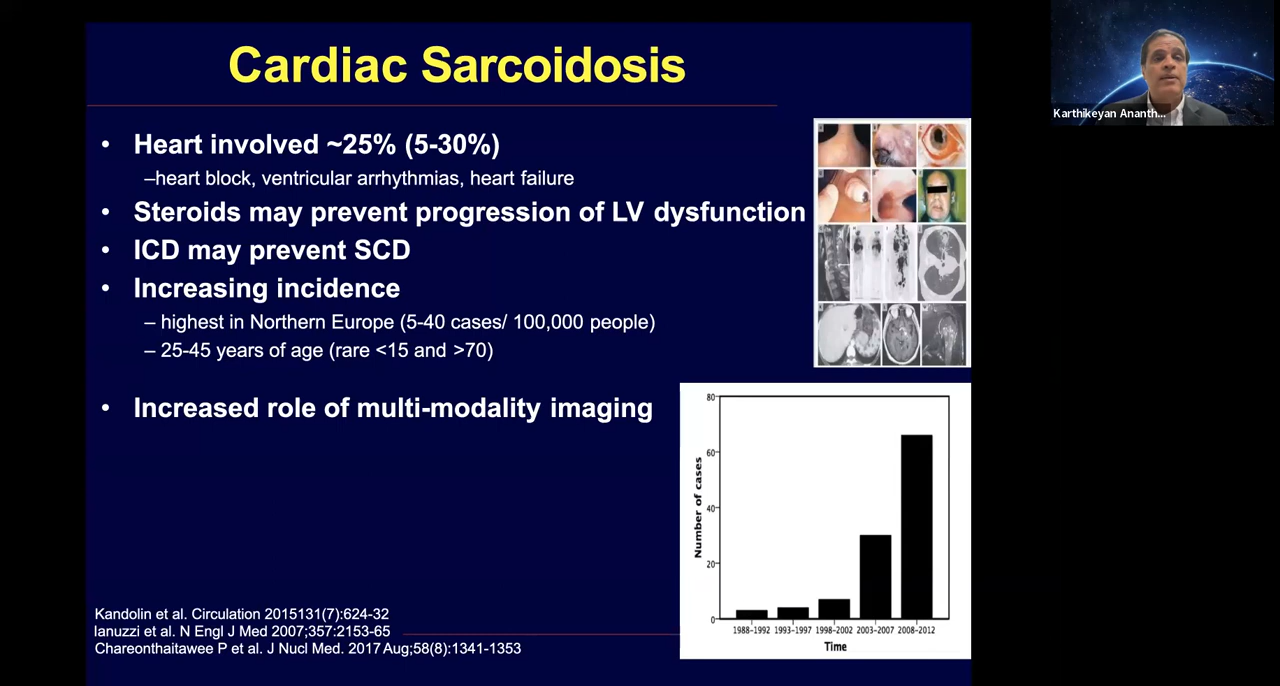 Cardiac Sarcoidosis
• Heart involved ~25% (5-30%)
–heart block, ventricular arrhythmias, heart failure
• Steroids may prevent progression of LV dysfunction
• ICD may prevent SCD
• Increasing incidence
– highest in Northern Europe (5-40 cases/ 100,000 people)
– 25-45 years of age (rare <15 and >70)
• Increased role of multi-modality imaging
Kandolin et al. Circulation 2015131(7):624-32
Ianuzzi et al. N Engl J Med 2007;357:2153-65
Chareonthaitawee P et al. J Nucl Med. 2017 Aug;58(8):1341-1353
Number of cases
80
60
40
20
0
1988-1992 1993-1997 1998-2002 2003-2007 2008-2012
Time
Karthikeyan Ananth...